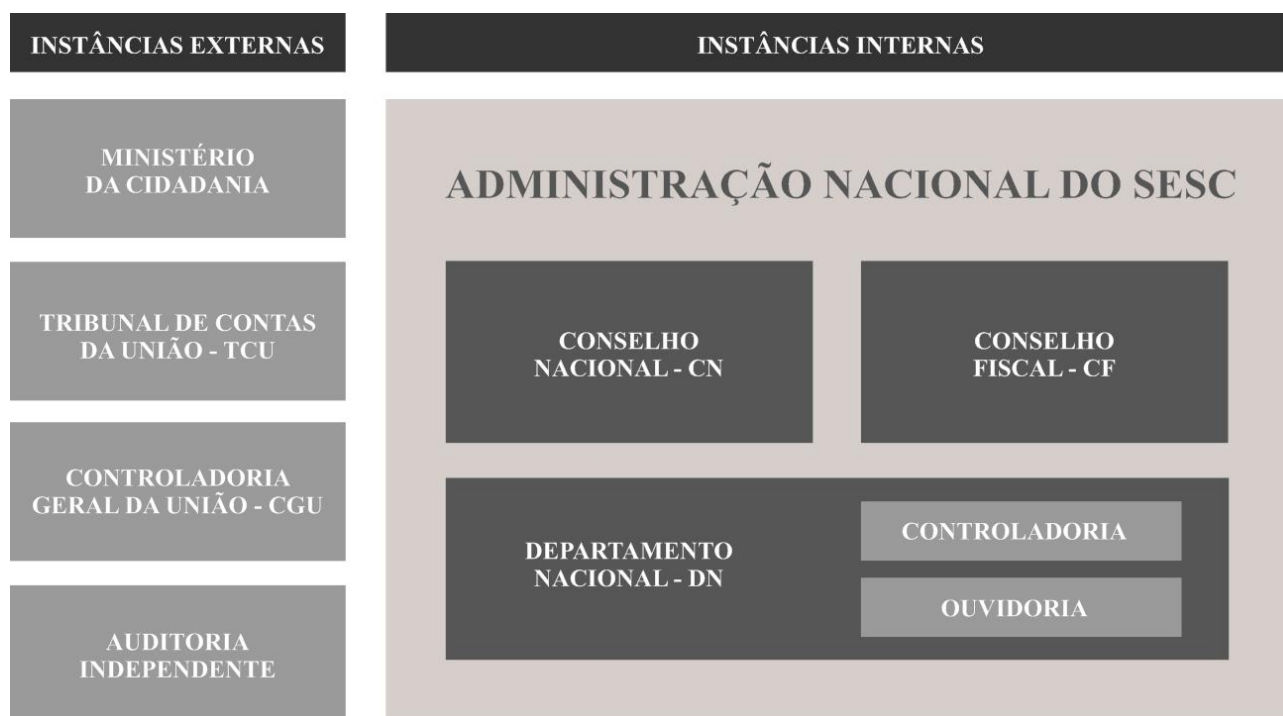 INSTÂNCIAS EXTERNAS
MINISTÉRIO
DA CIDADANIA
TRIBUNAL DE CONTAS
DA UNIÃO - TCU
CONTROLADORIA
GERAL DA UNIÃO - CGU
AUDITORIA
INDEPENDENTE
INSTÂNCIAS INTERNAS
ADMINISTRAÇÃO NACIONAL DO SESC
CONSELHO
NACIONAL - CN
CONSELHO
FISCAL - CF
DEPARTAMENTO
NACIONAL - DN
CONTROLADORIA
OUVIDORIA